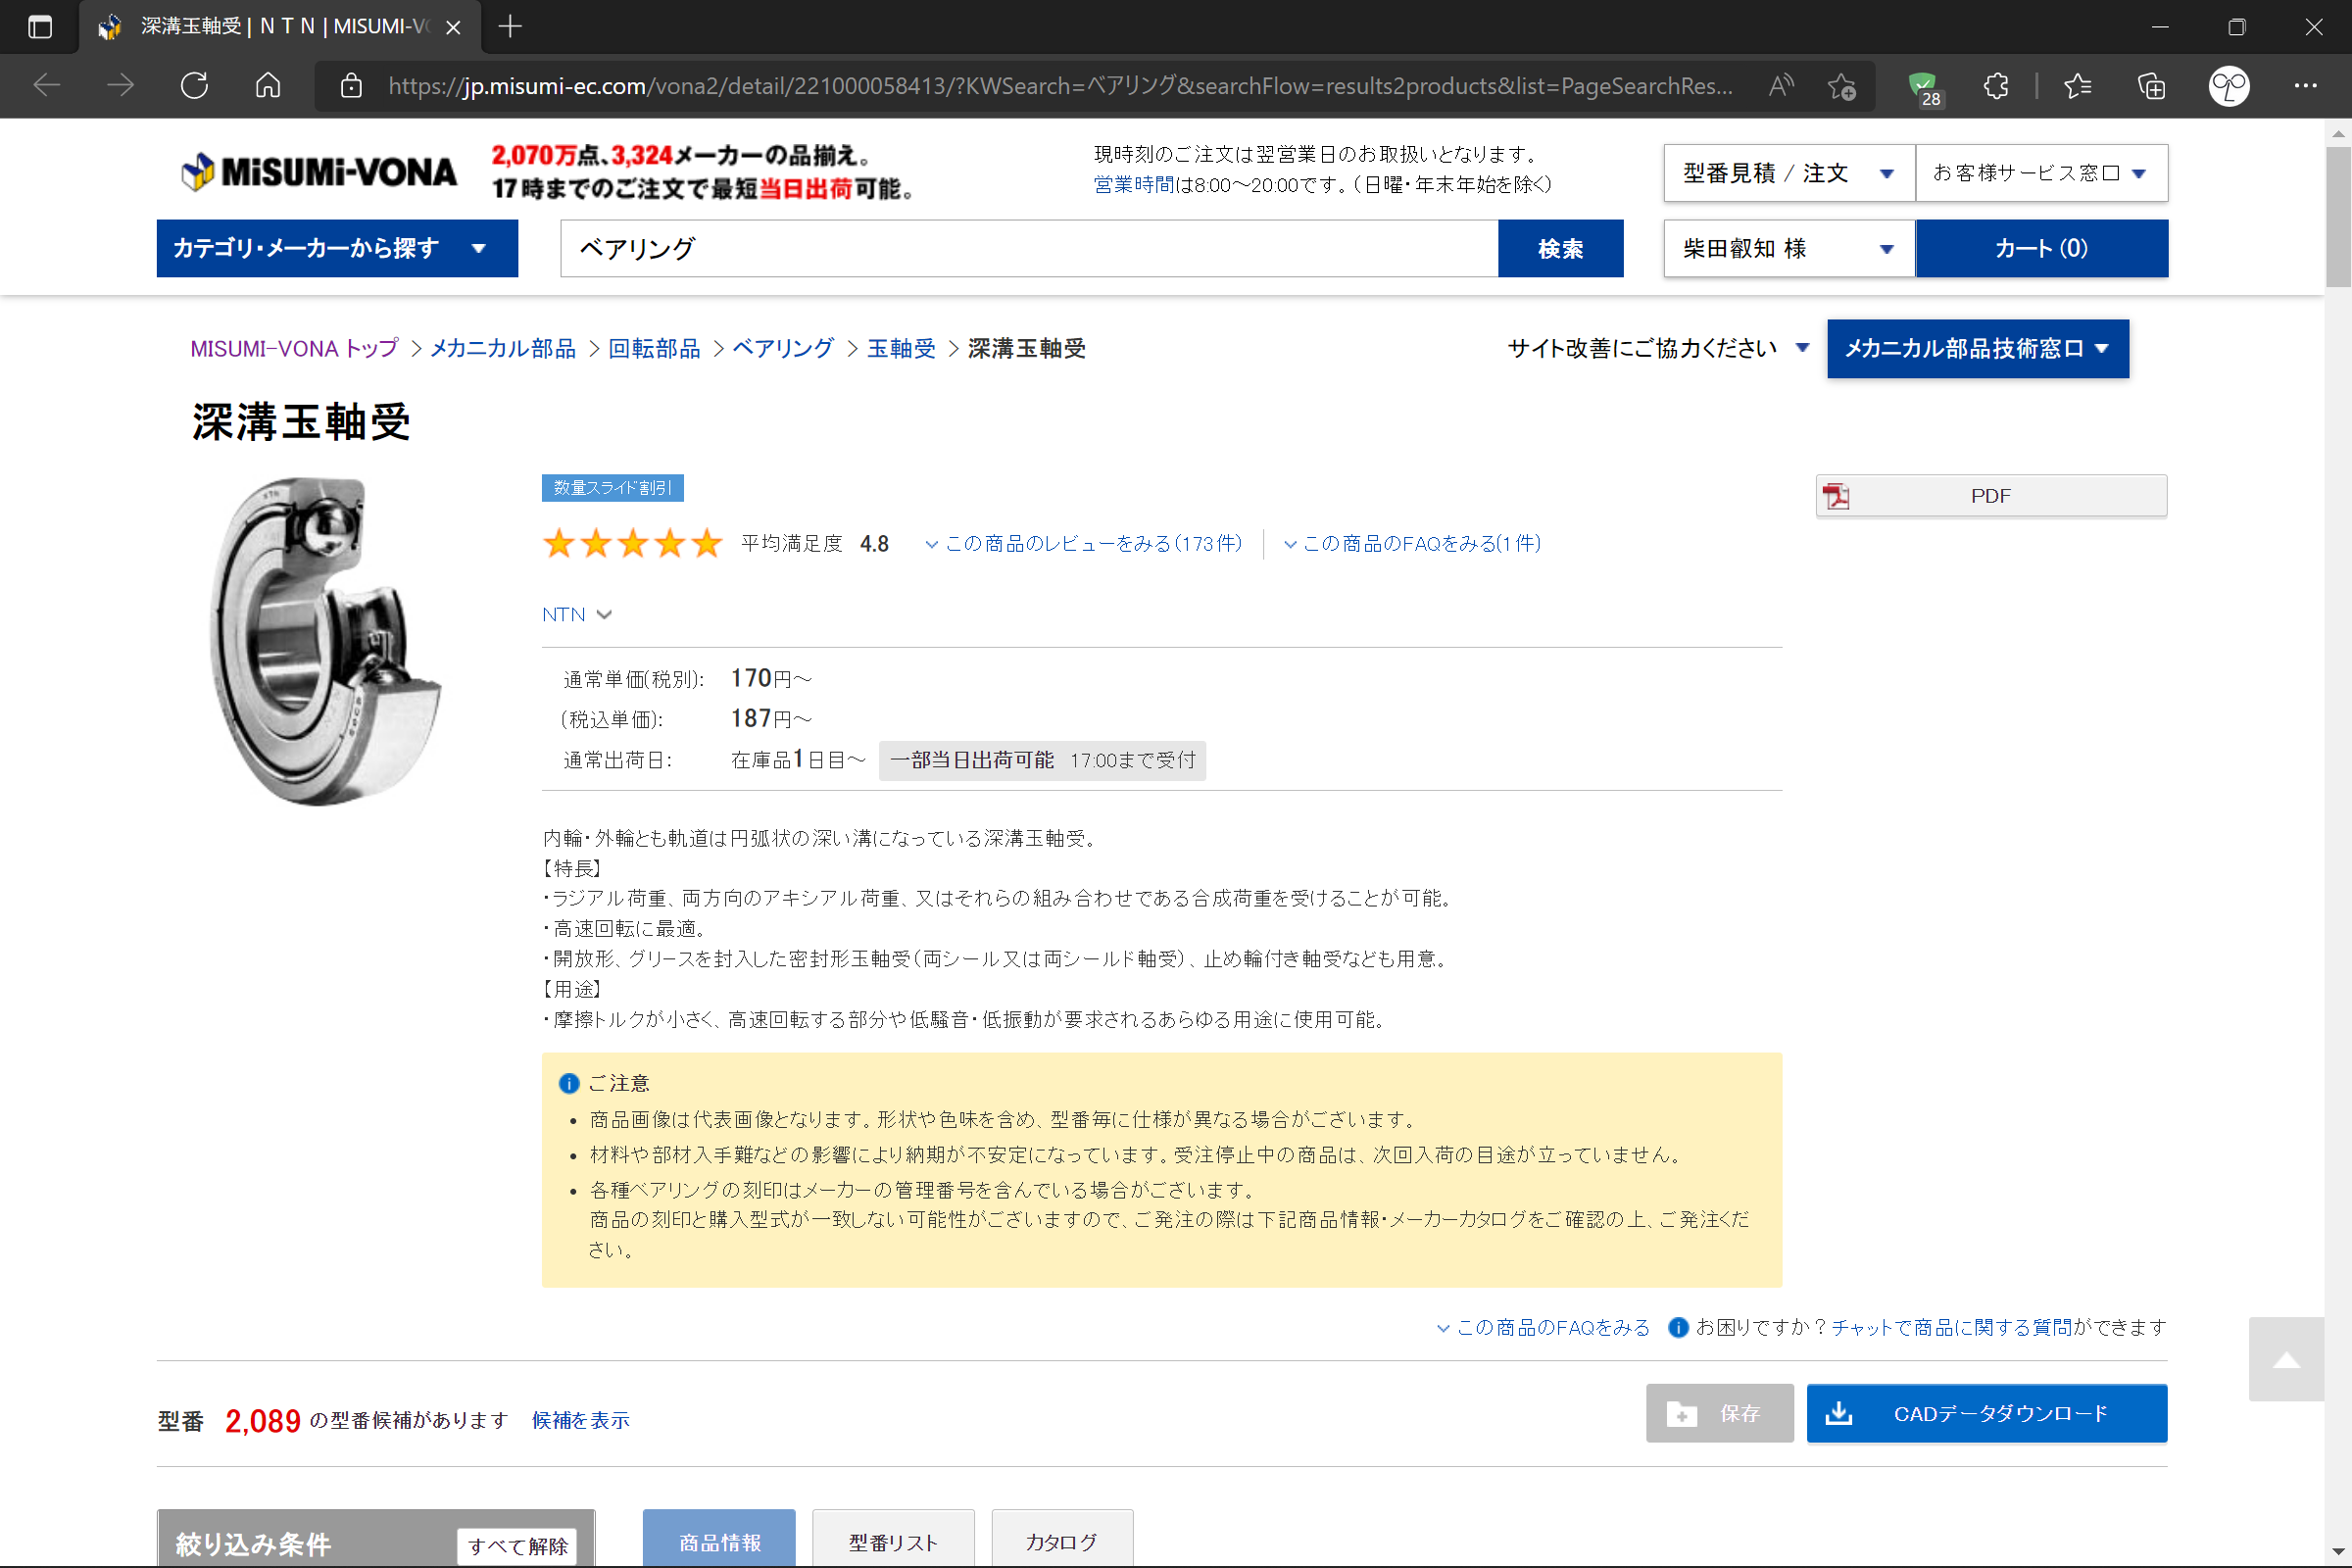 深溝玉軸受 | ＮＴＮ | MISUMI-VO
https://jp.misumi-ec.com/vona2/detail/221000058413/?KWSearch=ベアリング&searchFlow=results2products&list=PageSearchRes...
28
MiSUMi-VONA
2,070万点、3,324メーカーの品揃え。
17時までのご注文で最短当日出荷可能。
現時刻のご注文は翌営業日のお取扱いとなります。
営業時間は8:00～20:00です。（日曜・年末年始を除く）
型番見積 / 注文
お客様サービス窓口
カテゴリ・メーカーから探す
ベアリング
検索
柴田叡知 様
カート (0)
MISUMI-VONA トップ > メカニカル部品 > 回転部品 > ベアリング > 玉軸受 > 深溝玉軸受
サイト改善にご協力ください
メカニカル部品技術窓口
深溝玉軸受
数量スライド割引
平均満足度 4.8
この商品のレビューをみる（173件）
この商品のFAQをみる(1件)
PDF
NTN
通常単価(税別): 170円～
(税込単価): 187円～
通常出荷日: 在庫品1日目～ 一部当日出荷可能 17:00まで受付
内輪・外輪とも軌道は円弧状の深い溝になっている深溝玉軸受。
【特長】
・ラジアル荷重、両方向のアキシアル荷重、又はそれらの組み合わせである合成荷重を受けることが可能。
・高速回転に最適。
・開放形、グリースを封入した密封形玉軸受（両シール又は両シールド軸受）、止め輪付き軸受なども用意。
【用途】
・摩擦トルクが小さく、高速回転する部分や低騒音・低振動が要求されるあらゆる用途に使用可能。
ご注意
• 商品画像は代表画像となります。形状や色味を含め、型番毎に仕様が異なる場合がございます。
• 材料や部材入手難などの影響により納期が不安定になっています。受注停止中の商品は、次回入荷の目途が立っていません。
• 各種ベアリングの刻印はメーカーの管理番号を含んでいる場合がございます。
商品の刻印と購入型式が一致しない可能性がございますので、ご発注の際は下記商品情報・メーカーカタログをご確認の上、ご発注くだ
さい。
この商品のFAQをみる
お困りですか？チャットで商品に関する質問ができます
型番 2,089 の型番候補があります 候補を表示
保存
CADデータダウンロード
絞り込み条件
すべて解除
商品情報
型番リスト
カタログ